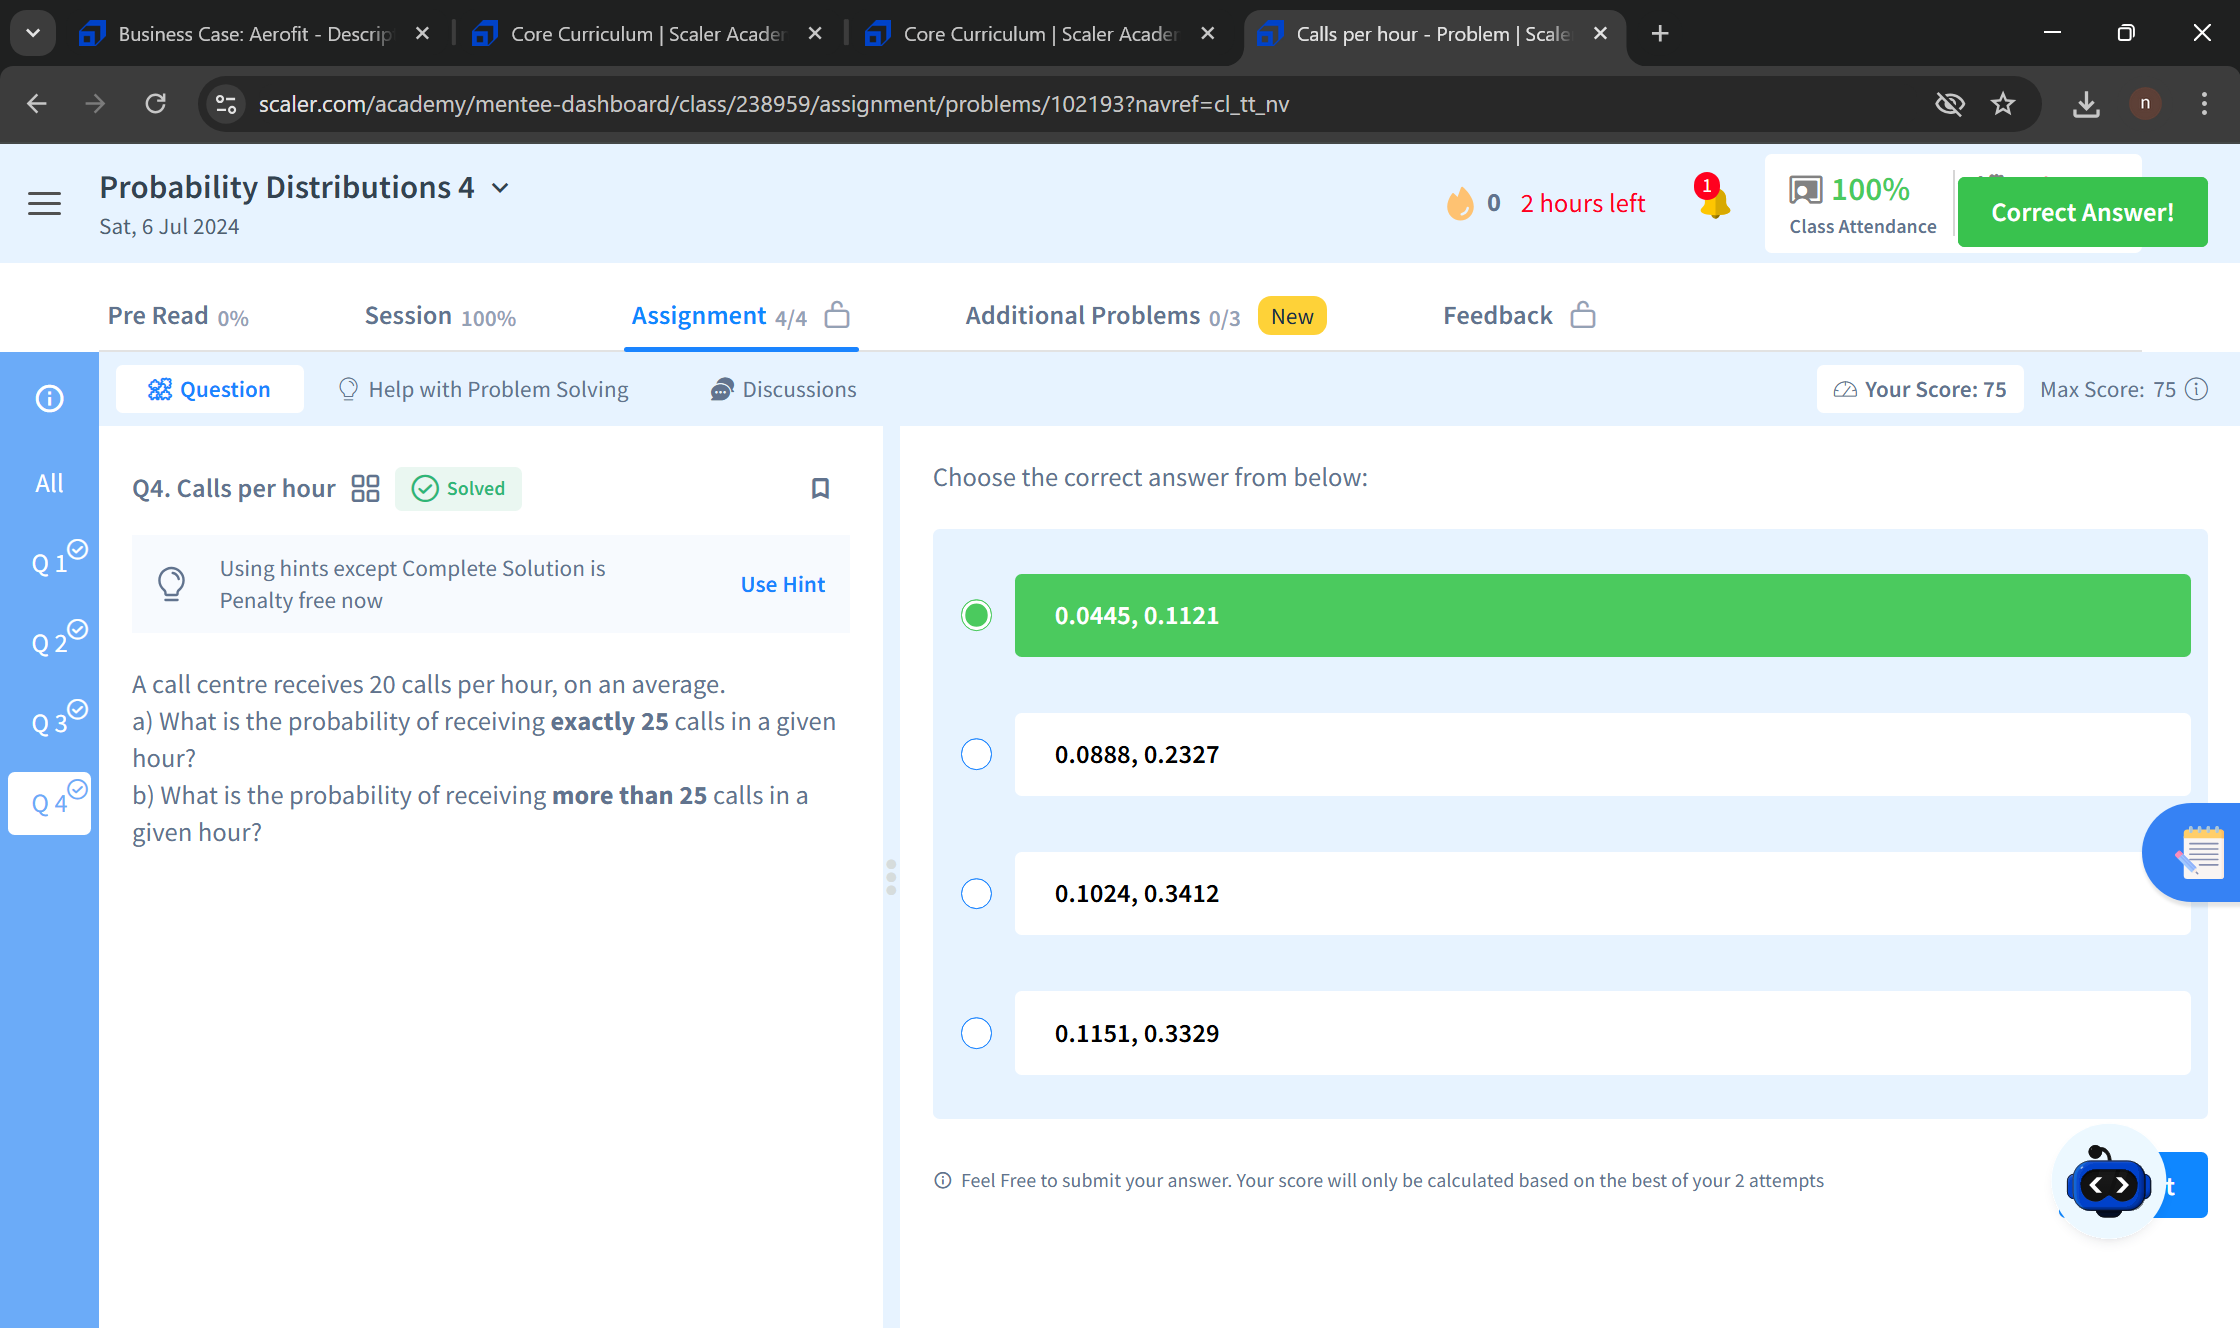 Business Case: Aerofit - Descrip
Core Curriculum | Scaler Acader
Core Curriculum | Scaler Acader
Calls per hour - Problem | Scale
scaler.com/academy/mentee-dashboard/class/238959/assignment/problems/102193?navref=cl_tt_nv
n
Probability Distributions 4
Sat, 6 Jul 2024
0
2 hours left
1
100%
Class Attendance
Correct Answer!
Pre Read 0%
Session 100%
Assignment 4/4
Additional Problems 0/3
New
Feedback
Question
Help with Problem Solving
Discussions
Your Score: 75
Max Score: 75
All
Q 1
Q 2
Q 3
Q 4
Q4. Calls per hour
Solved
Using hints except Complete Solution is
Penalty free now
Use Hint
A call centre receives 20 calls per hour, on an average.
a) What is the probability of receiving exactly 25 calls in a given
hour?
b) What is the probability of receiving more than 25 calls in a
given hour?
Choose the correct answer from below:
0.0445, 0.1121
0.0888, 0.2327
0.1024, 0.3412
0.1151, 0.3329
Feel Free to submit your answer. Your score will only be calculated based on the best of your 2 attempts